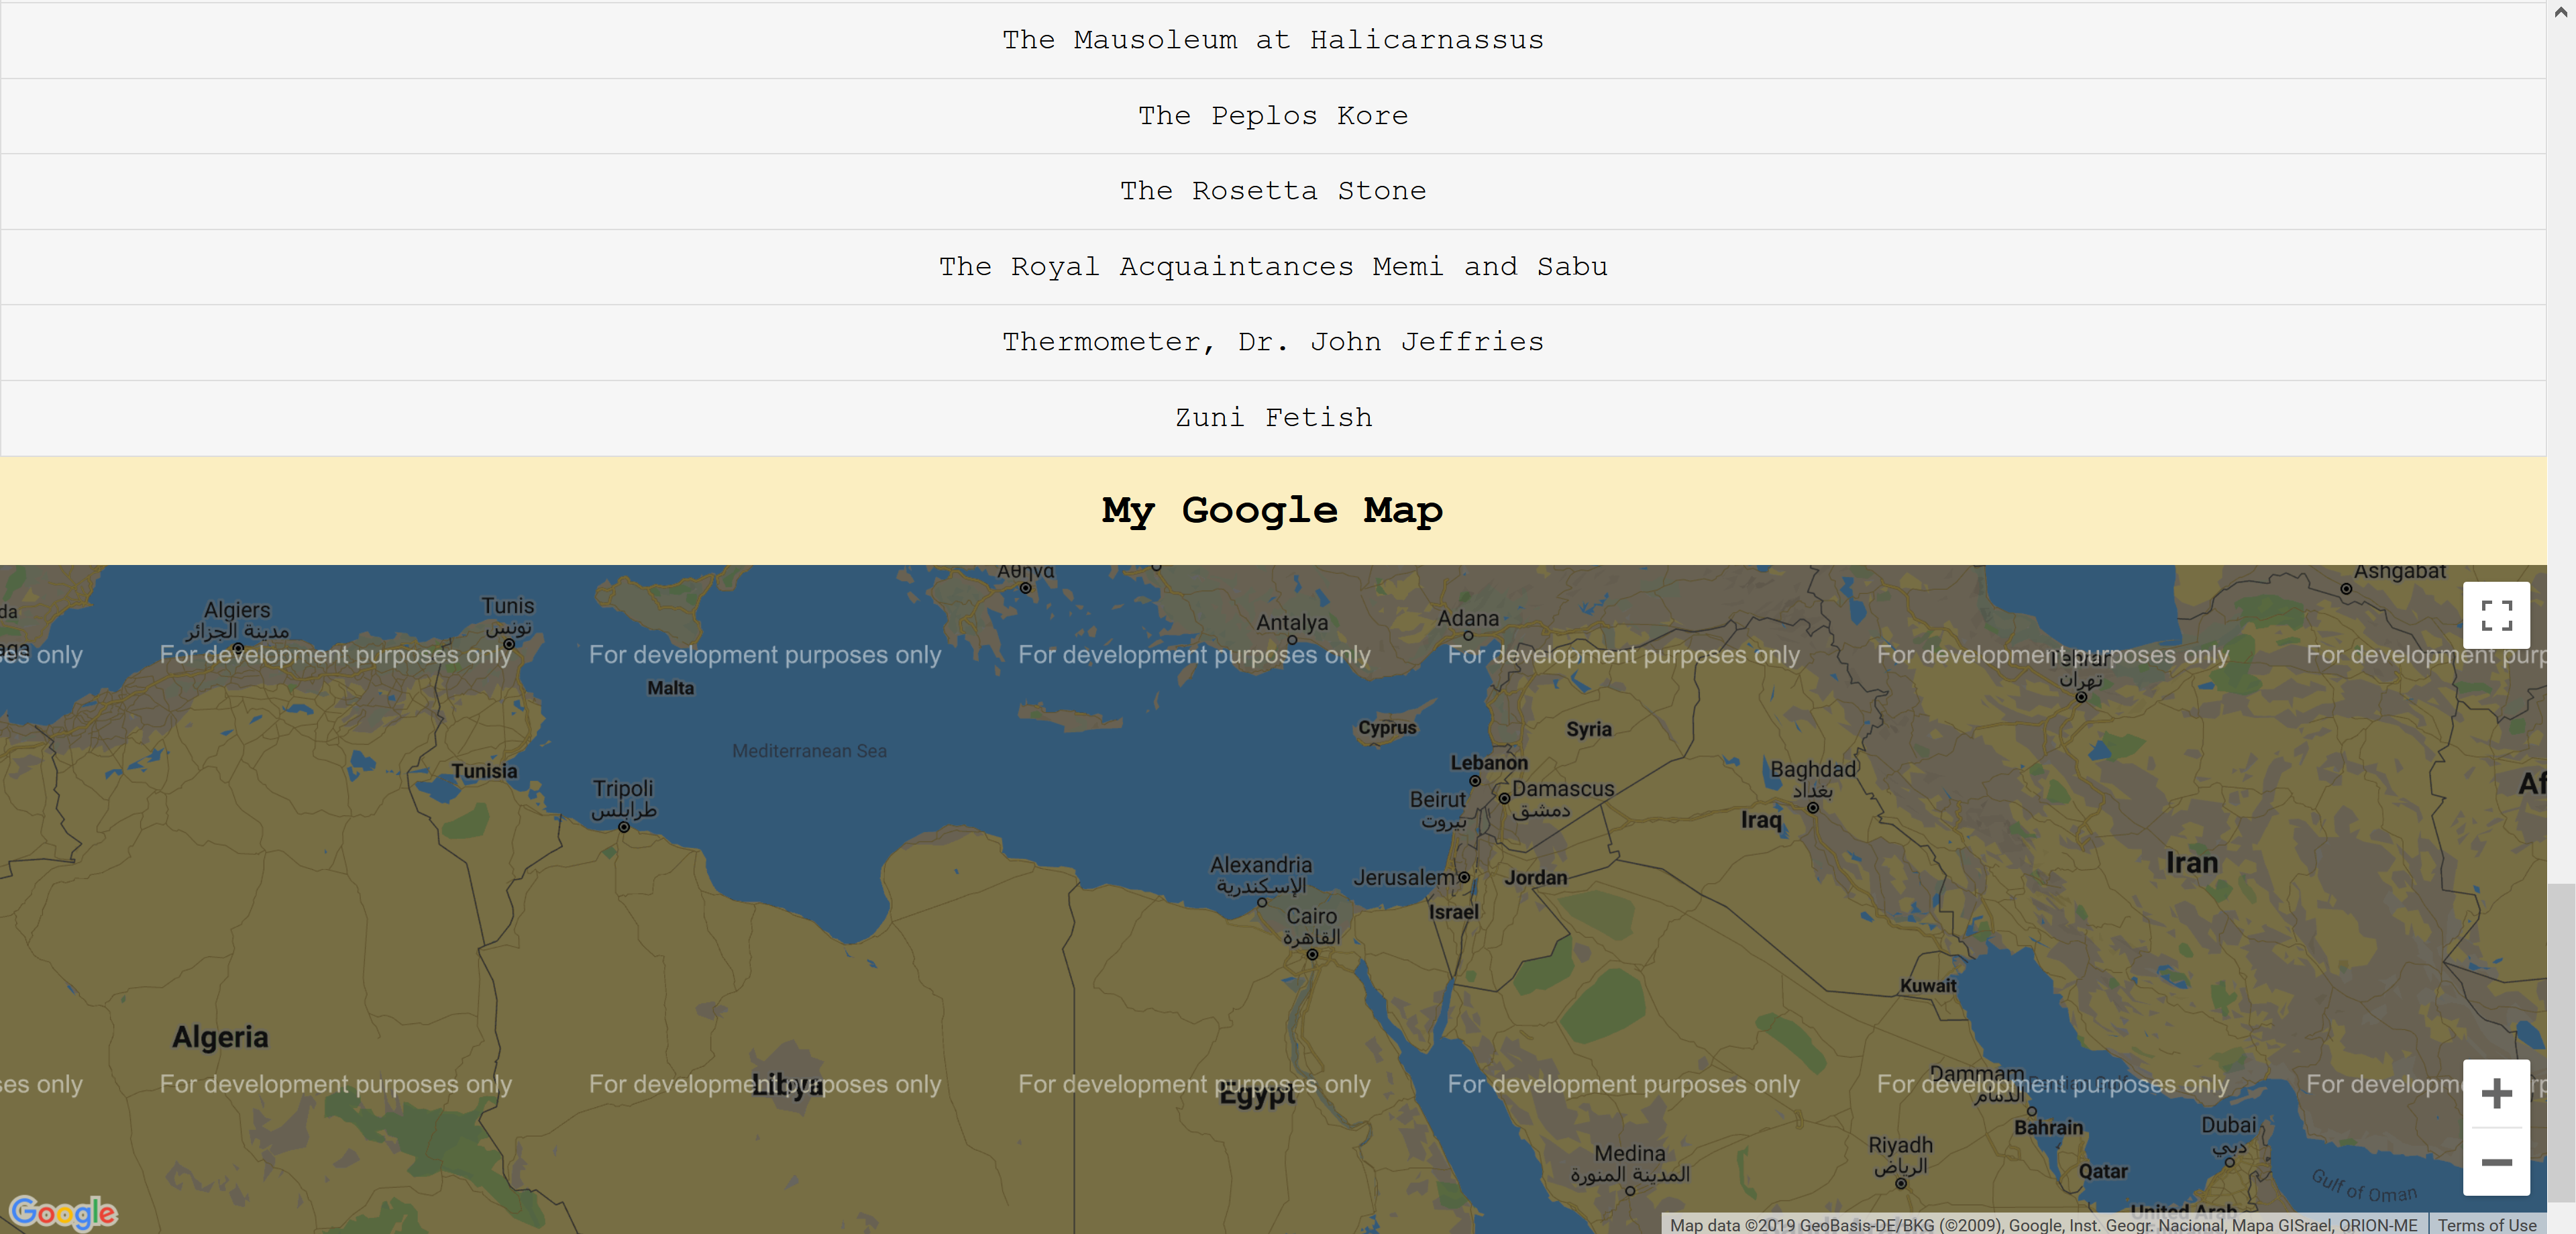 The Mausoleum at Halicarnassus
The Peplos Kore
The Rosetta Stone
The Royal Acquaintances Memi and Sabu
Thermometer, Dr. John Jeffries
Zuni Fetish
My Google Map
Αθήνα
Ashgabat
da
Algiers
مدينة الجزائر
Tunis
تونس
Antalya
Adana
aga
ses only
For development purposes only
For development purposes only
For development purposes only
For development purposes only
For development purposes only
For development purp
Tehran
تهران
Malta
Mediterranean Sea
Cyprus
Syria
Tunisia
Lebanon
Baghdad
بغداد
Af
Tripoli
طرابلس
Beirut
بيروت
Damascus
دمشق
Iraq
Iran
Alexandria
الإسكندرية
Jerusalem
Jordan
Cairo
القاهرة
Israel
Kuwait
Algeria
Libya
Egypt
Dammam
الدمام
ses only
For development purposes only
For development purposes only
For development purposes only
For development purposes only
For development purposes only
For developm
rp
Bahrain
Dubai
دبي
Medina
المدينة المنورة
Riyadh
الرياض
Qatar
Gulf of Oman
United Arab
Google
Map data ©2019 GeoBasis-DE/BKG (©2009), Google, Inst. Geogr. Nacional, Mapa GISrael, ORION-ME
Terms of Use